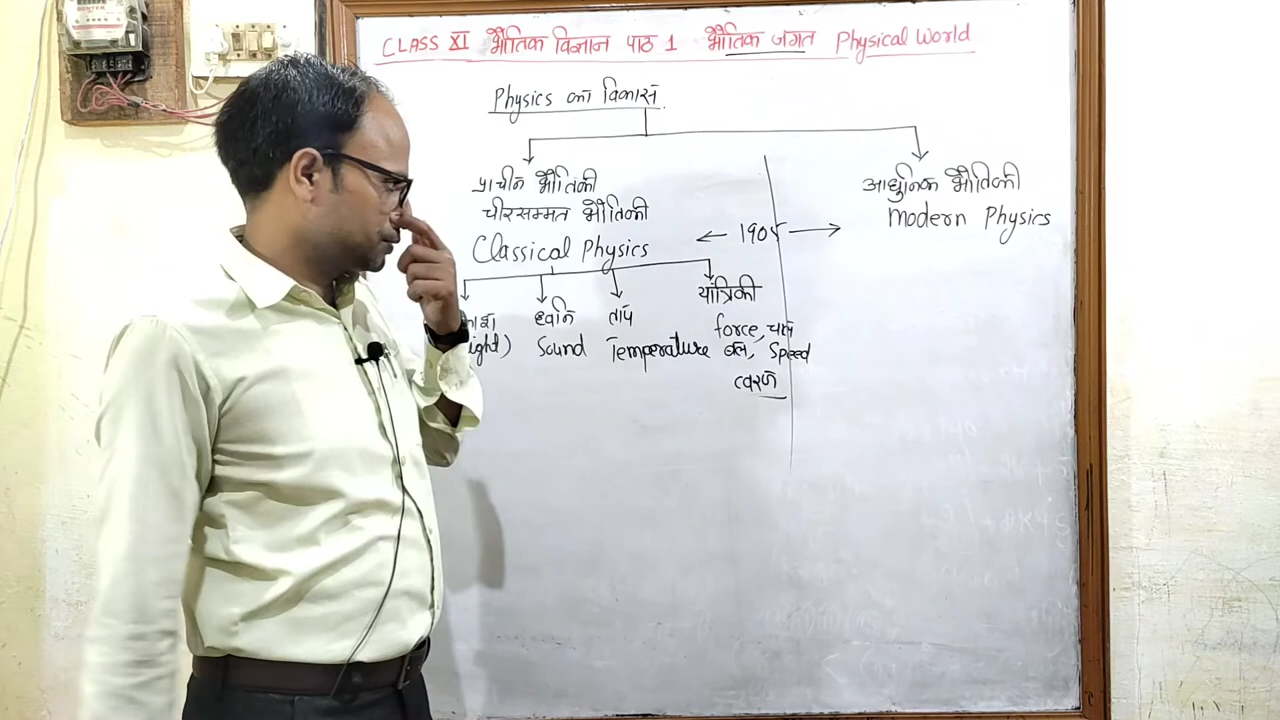 CLASS XI भौतिक विज्ञान पाठ 1 भौतिक जगत Physical World
Physics का विकास
प्राचीन भौतिकी
चीरसम्मत भौतिकी
Classical Physics
← 1905 →
आधुनिक भौतिकी
Modern Physics
ध्वनि
Sound
ताप
Temperature
यांत्रिकी
force, चाल
बल, Speed
त्वरण